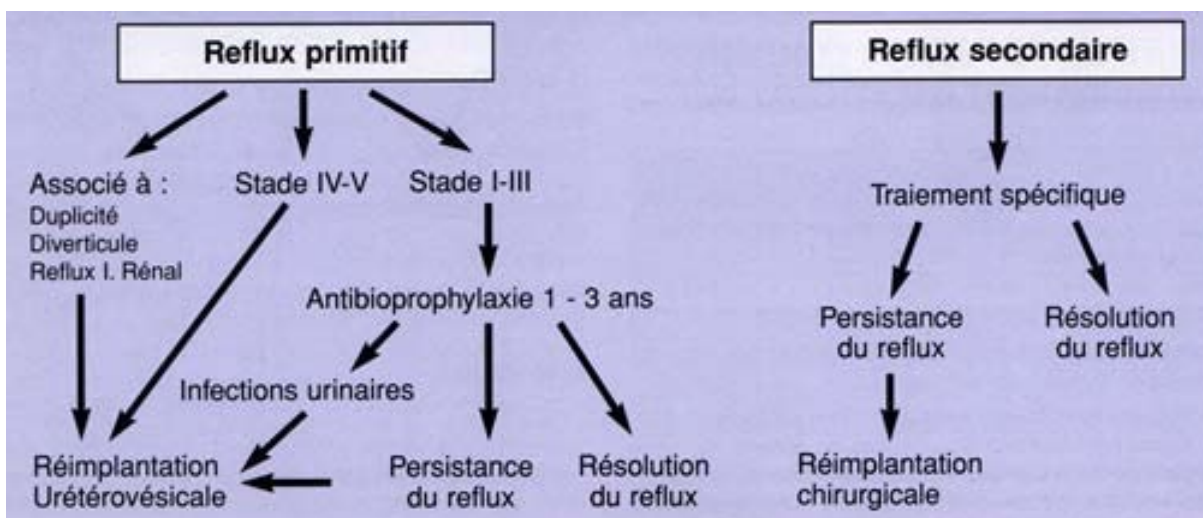 Reflux primitif
Reflux secondaire
Associé à :
Duplicité
Diverticule
Reflux I. Rénal
Stade IV-V
Stade I-III
Antibioprophylaxie 1 - 3 ans
Infections urinaires
Réimplantation
Urétérovésicale
Persistance
du reflux
Résolution
du reflux
Traiement spécifique
Persistance
du reflux
Résolution
du reflux
Réimplantation
chirurgicale